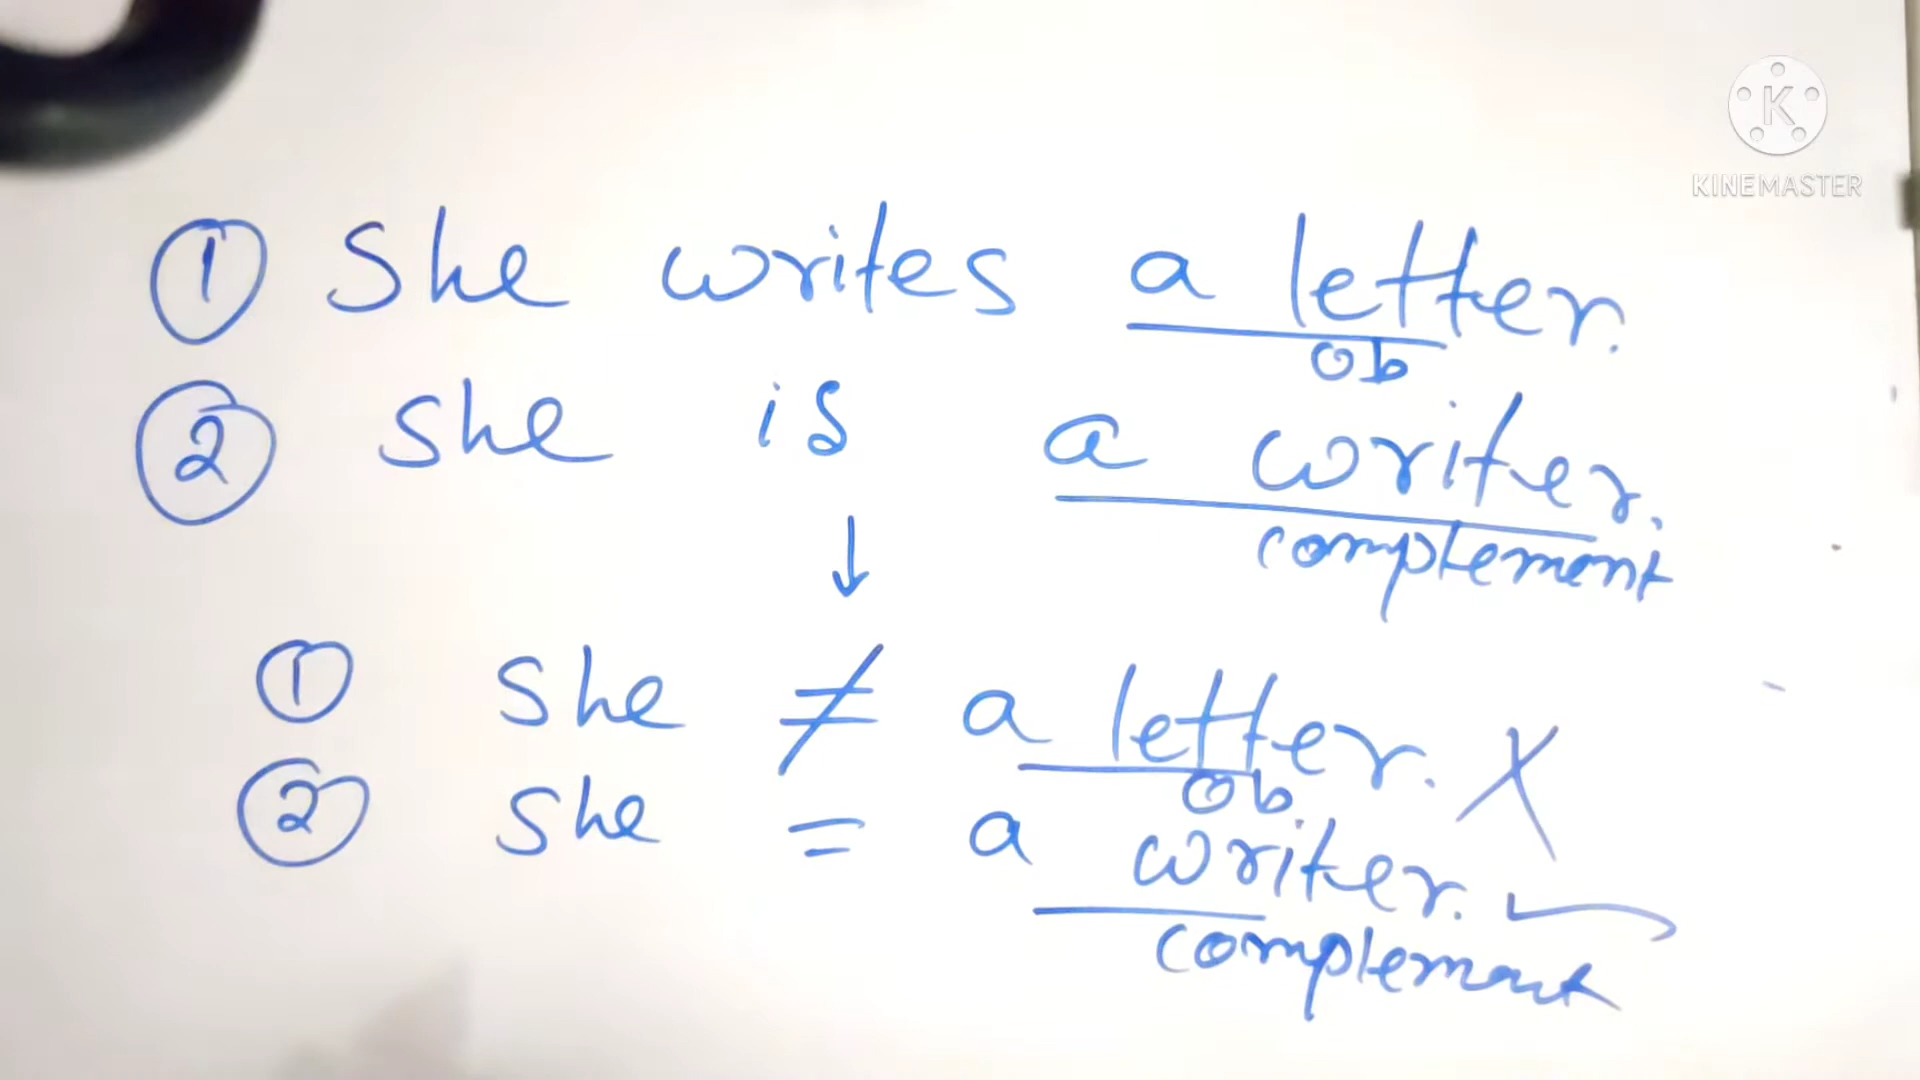 K
KINEMASTER
① She writes a letter.
ob
② She is a writer.
complement
↓
① She ≠ a letter. X
ob
② She = a writer. ✓
complement